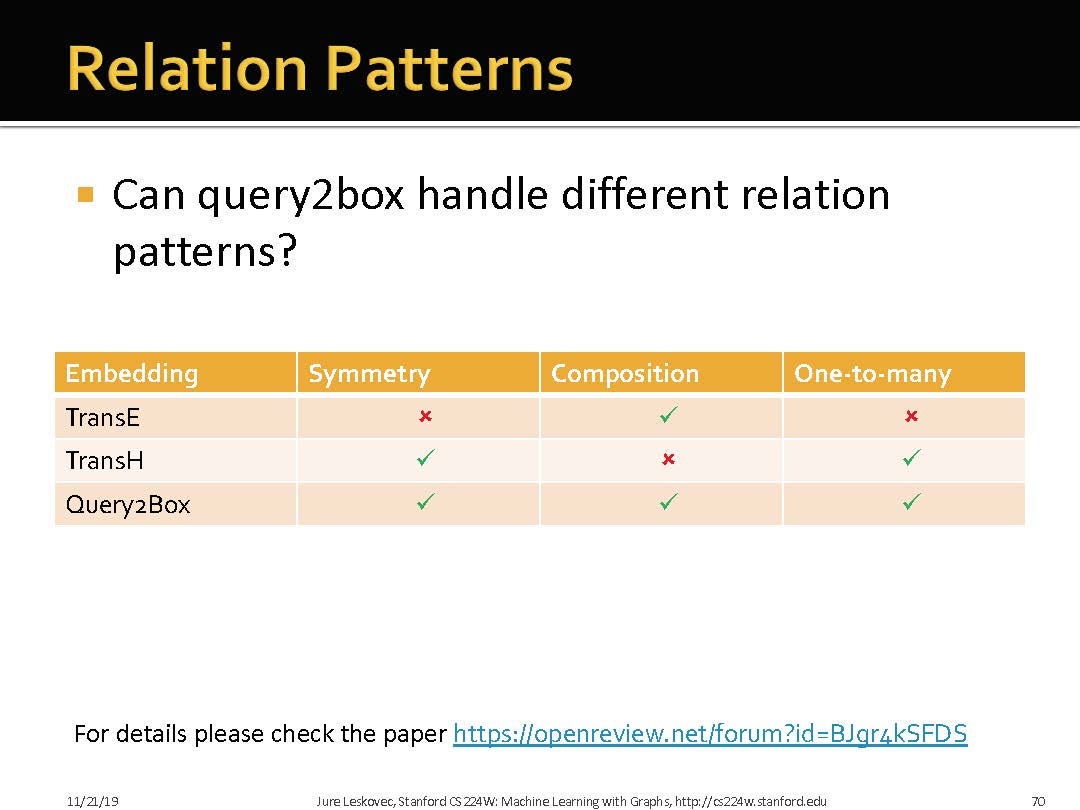 Relation Patterns
Can query2box handle different relation
patterns?
Embedding Symmetry Composition One-to-many
TransE × ✓ ×
TransH ✓ × ✓
Query2Box ✓ ✓ ✓
For details please check the paper https://openreview.net/forum?id=BJgr4kSFDS
11/21/19 Jure Leskovec, Stanford CS224W: Machine Learning with Graphs, http://cs224w.stanford.edu 70